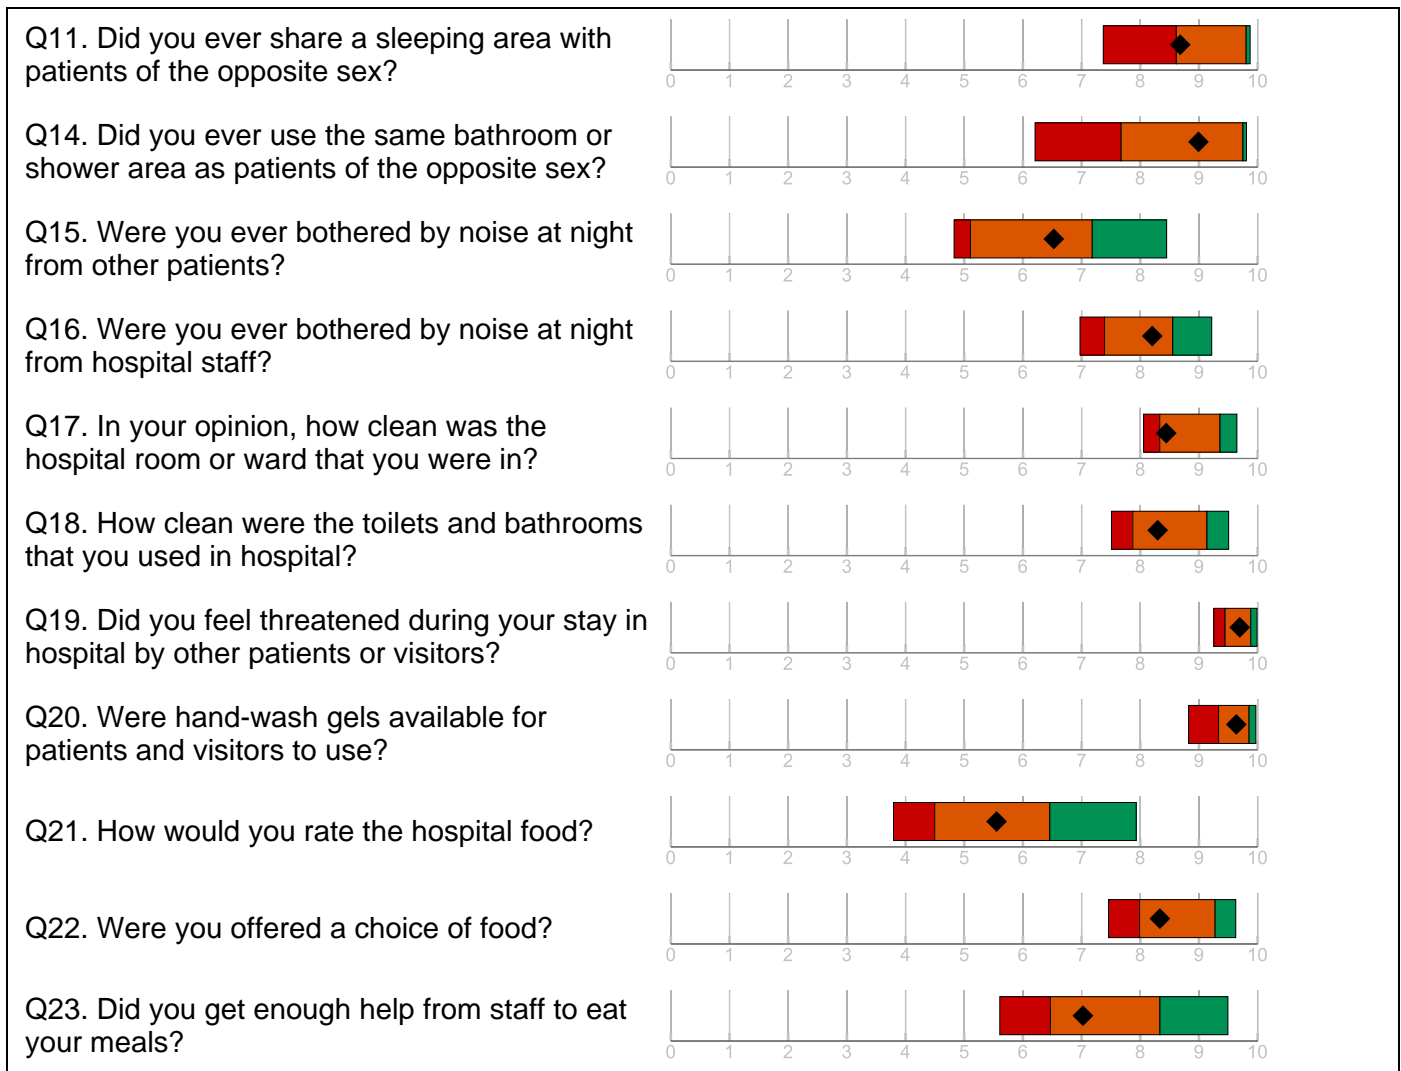 Q11. Did you ever share a sleeping area with
patients of the opposite sex?
0 1 2 3 4 5 6 7 8 9 10
Q14. Did you ever use the same bathroom or
shower area as patients of the opposite sex?
0 1 2 3 4 5 6 7 8 9 10
Q15. Were you ever bothered by noise at night
from other patients?
0 1 2 3 4 5 6 7 8 9 10
Q16. Were you ever bothered by noise at night
from hospital staff?
0 1 2 3 4 5 6 7 8 9 10
Q17. In your opinion, how clean was the
hospital room or ward that you were in?
0 1 2 3 4 5 6 7 8 9 10
Q18. How clean were the toilets and bathrooms
that you used in hospital?
0 1 2 3 4 5 6 7 8 9 10
Q19. Did you feel threatened during your stay in
hospital by other patients or visitors?
0 1 2 3 4 5 6 7 8 9 10
Q20. Were hand-wash gels available for
patients and visitors to use?
0 1 2 3 4 5 6 7 8 9 10
Q21. How would you rate the hospital food?
0 1 2 3 4 5 6 7 8 9 10
Q22. Were you offered a choice of food?
0 1 2 3 4 5 6 7 8 9 10
Q23. Did you get enough help from staff to eat
your meals?
0 1 2 3 4 5 6 7 8 9 10